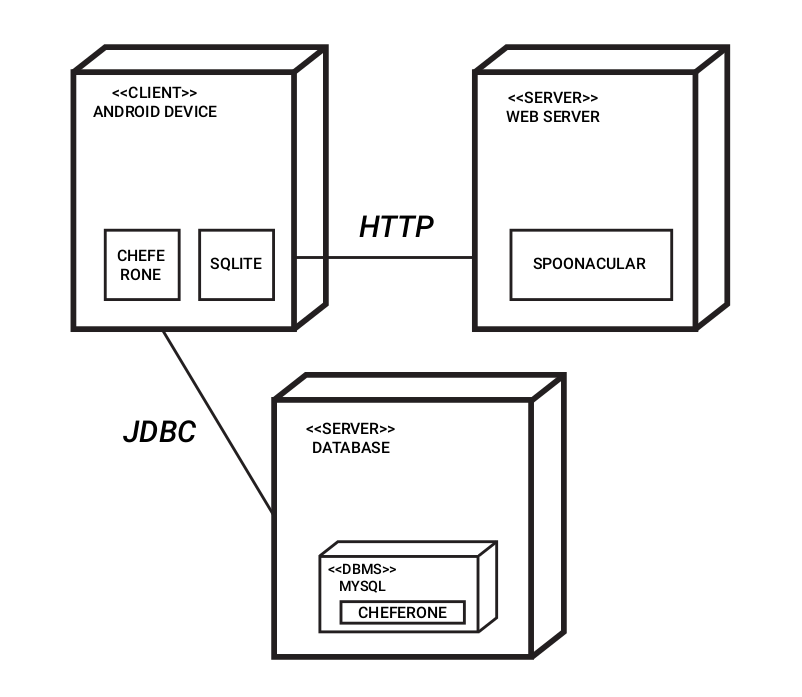 <<CLIENT>>
ANDROID DEVICE
CHEFE
RONE
SQLITE
HTTP
<<SERVER>>
WEB SERVER
SPOONACULAR
JDBC
<<SERVER>>
DATABASE
<<DBMS>>
MYSQL
CHEFERONE